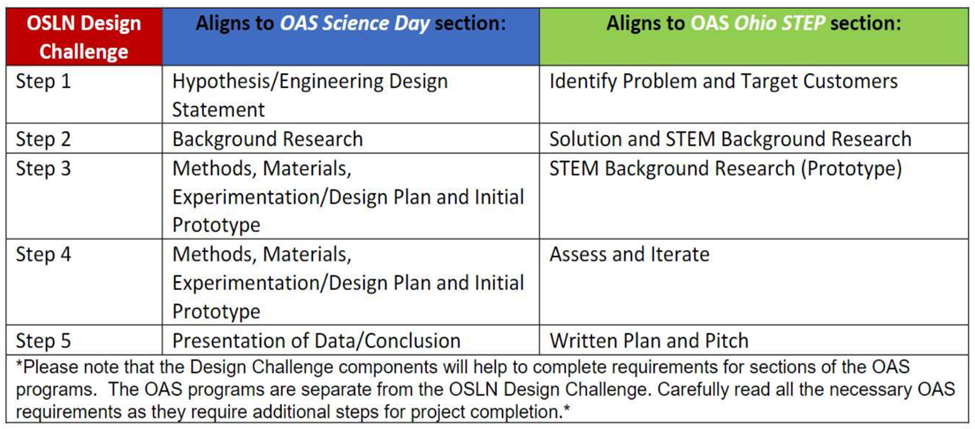 OSLN Design Challenge
Aligns to OAS Science Day section:
Aligns to OAS Ohio STEP section:
Step 1
Hypothesis/Engineering Design
Statement
Identify Problem and Target Customers
Step 2
Background Research
Solution and STEM Background Research
Step 3
Methods, Materials,
Experimentation/Design Plan and Initial
Prototype
STEM Background Research (Prototype)
Step 4
Methods, Materials,
Experimentation/Design Plan and Initial
Prototype
Assess and Iterate
Step 5
Presentation of Data/Conclusion
Written Plan and Pitch
*Please note that the Design Challenge components will help to complete requirements for sections of the OAS
programs.  The OAS programs are separate from the OSLN Design Challenge. Carefully read all the necessary OAS
requirements as they require additional steps for project completion.*